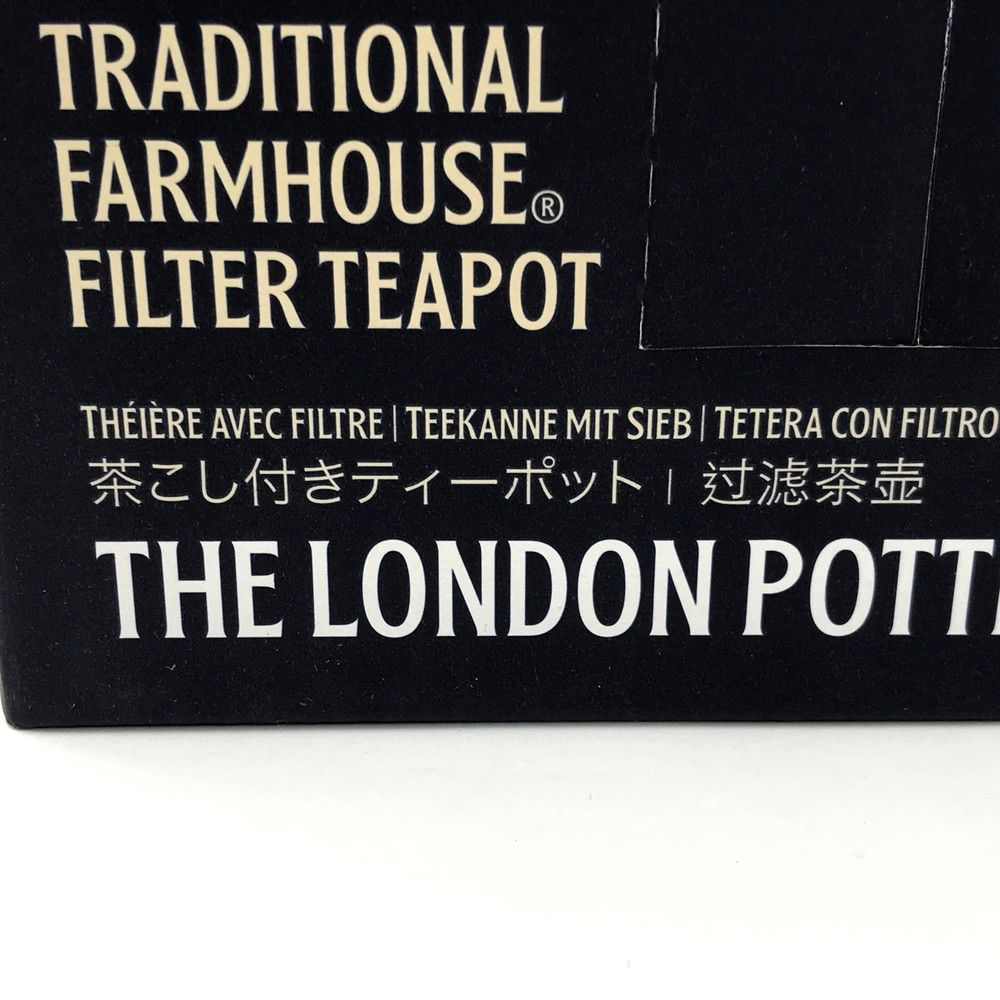 TRADITIONAL
FARMHOUSE®
FILTER TEAPOT
THÉIÈRE AVEC FILTRE | TEEKANNE MIT SIEB | TETERA CON FILTRO
茶こし付きティーポット | 过滤茶壶
THE LONDON